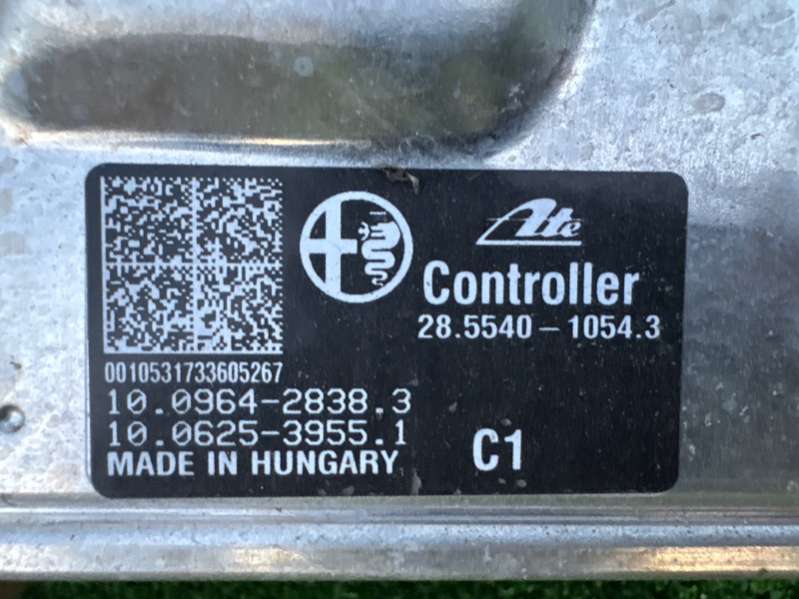 Ate
Controller
28.5540-1054.3
0010531733605267
10.0964-2838.3
10.0625-3955.1
C1
MADE IN HUNGARY